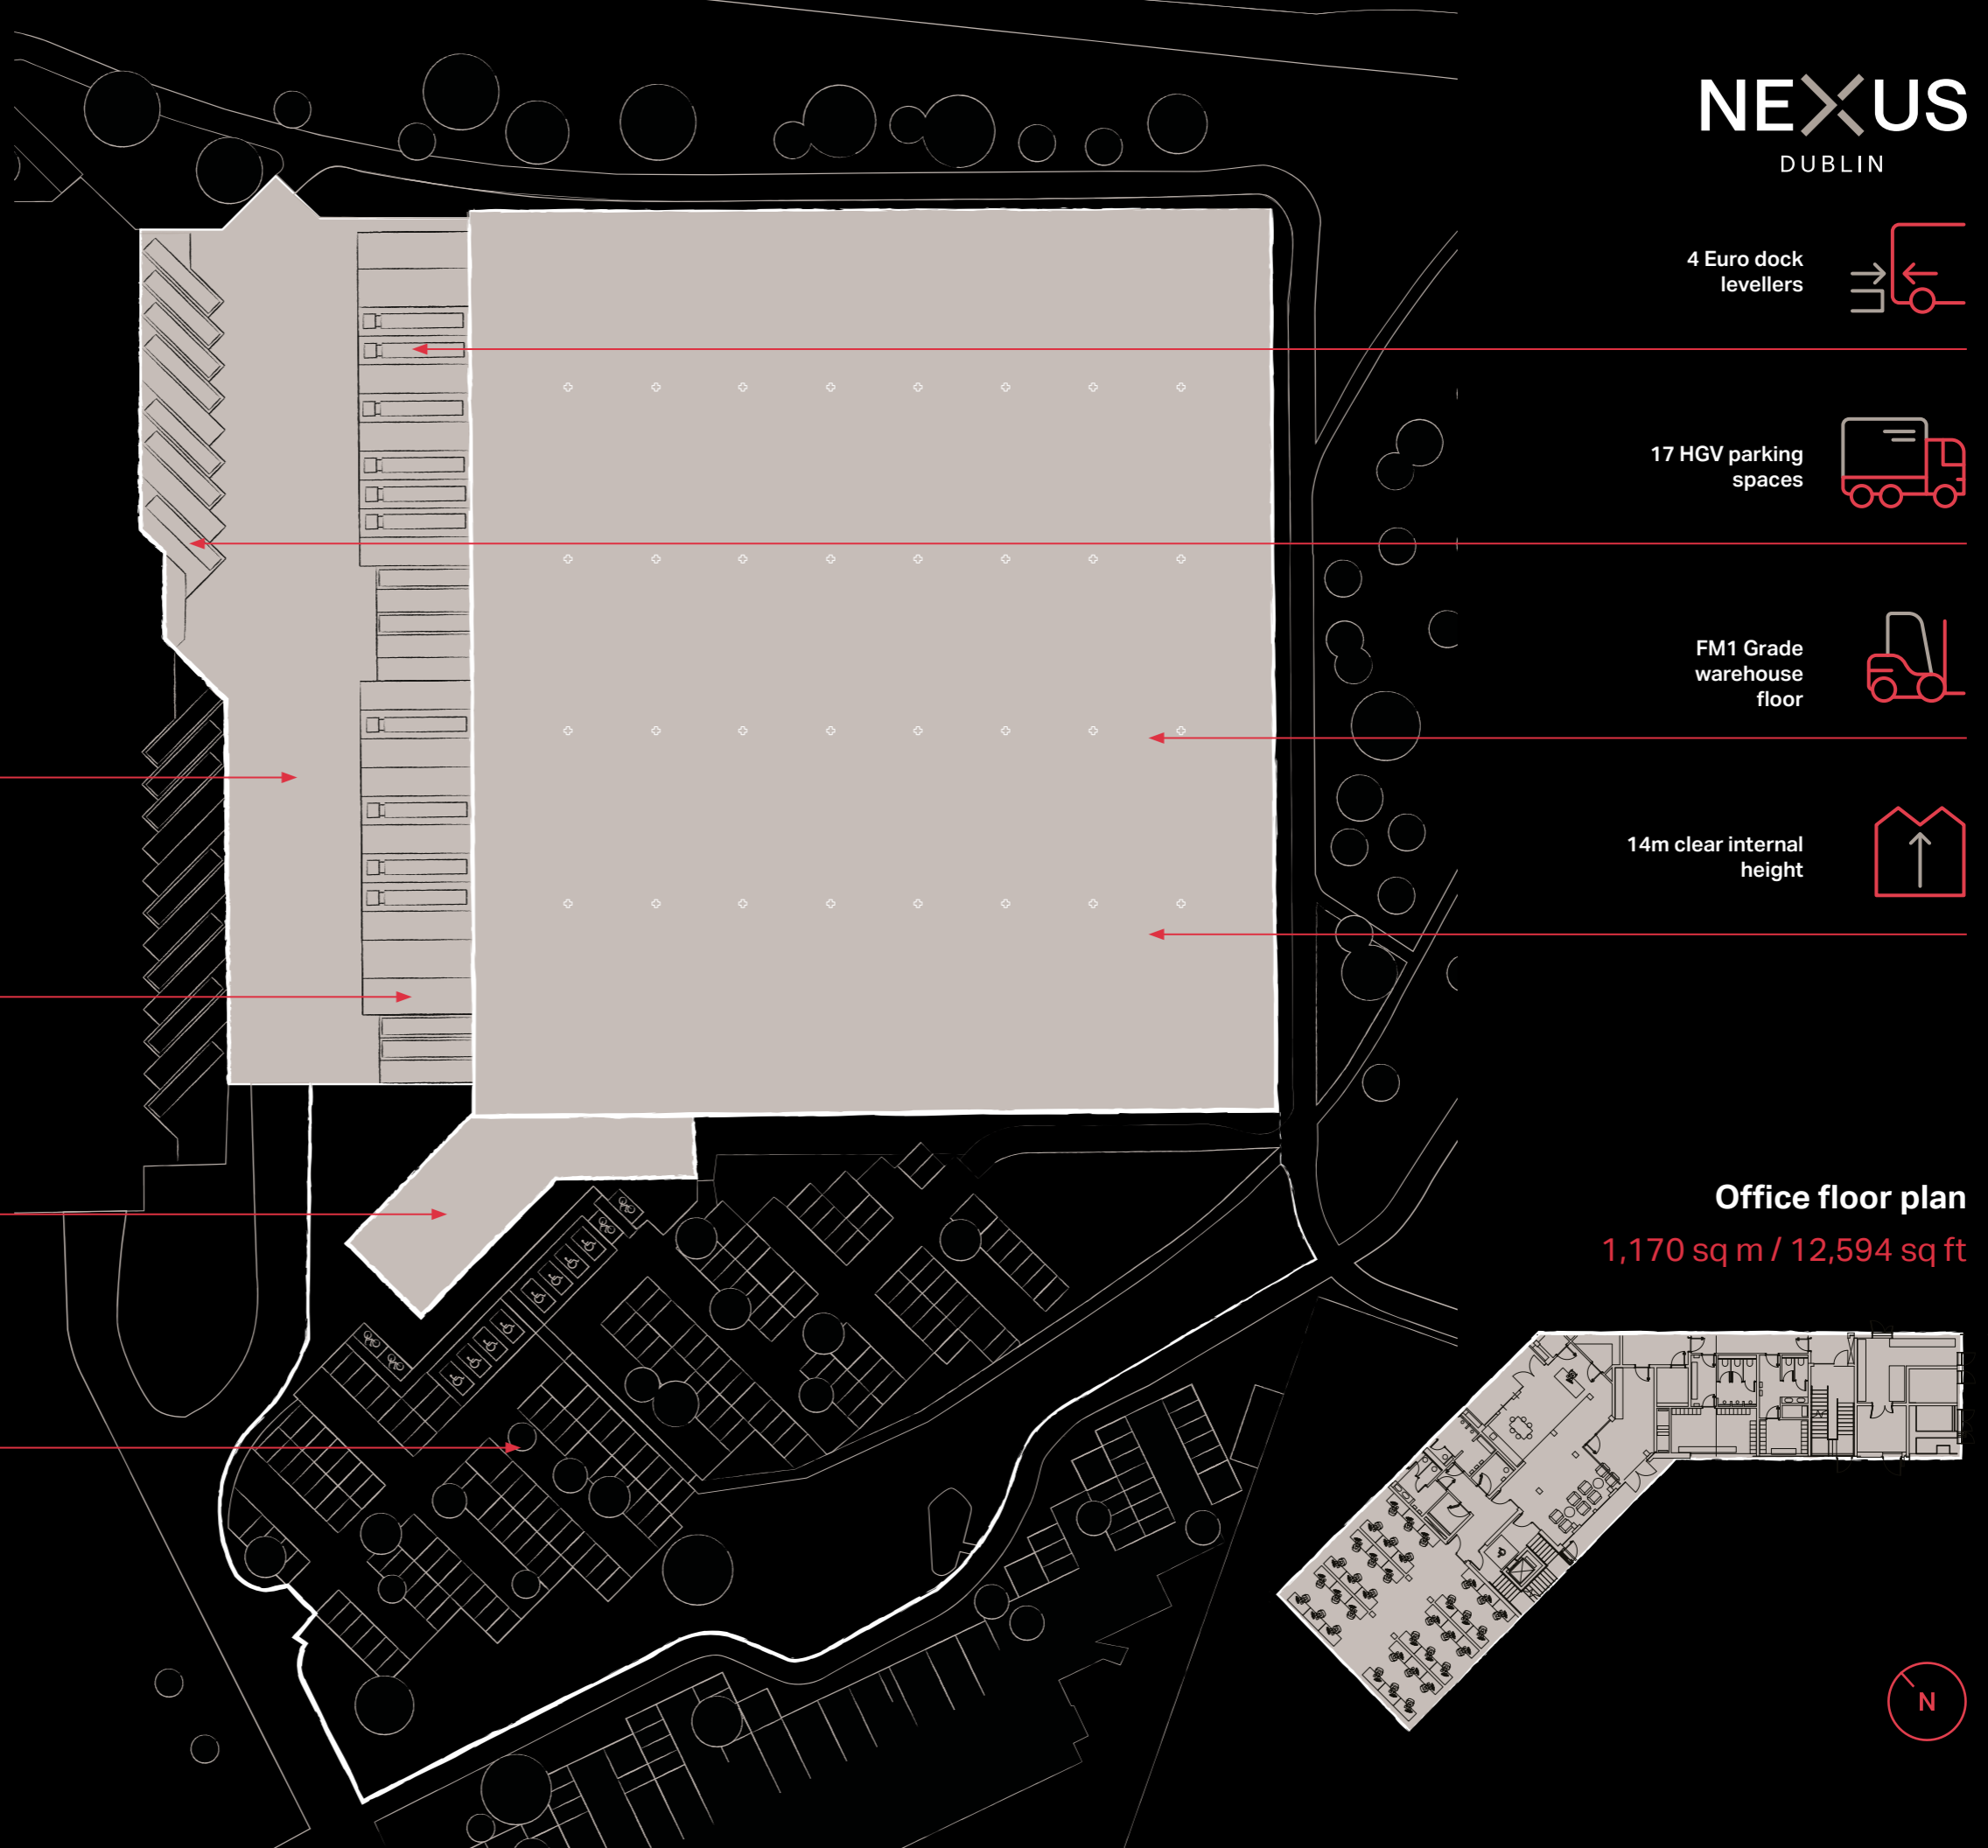 NEXUS
DUBLIN
4 Euro dock
levellers
17 HGV parking
spaces
FM1 Grade
warehouse
floor
14m clear internal
height
Office floor plan
1,170 sq m / 12,594 sq ft
N